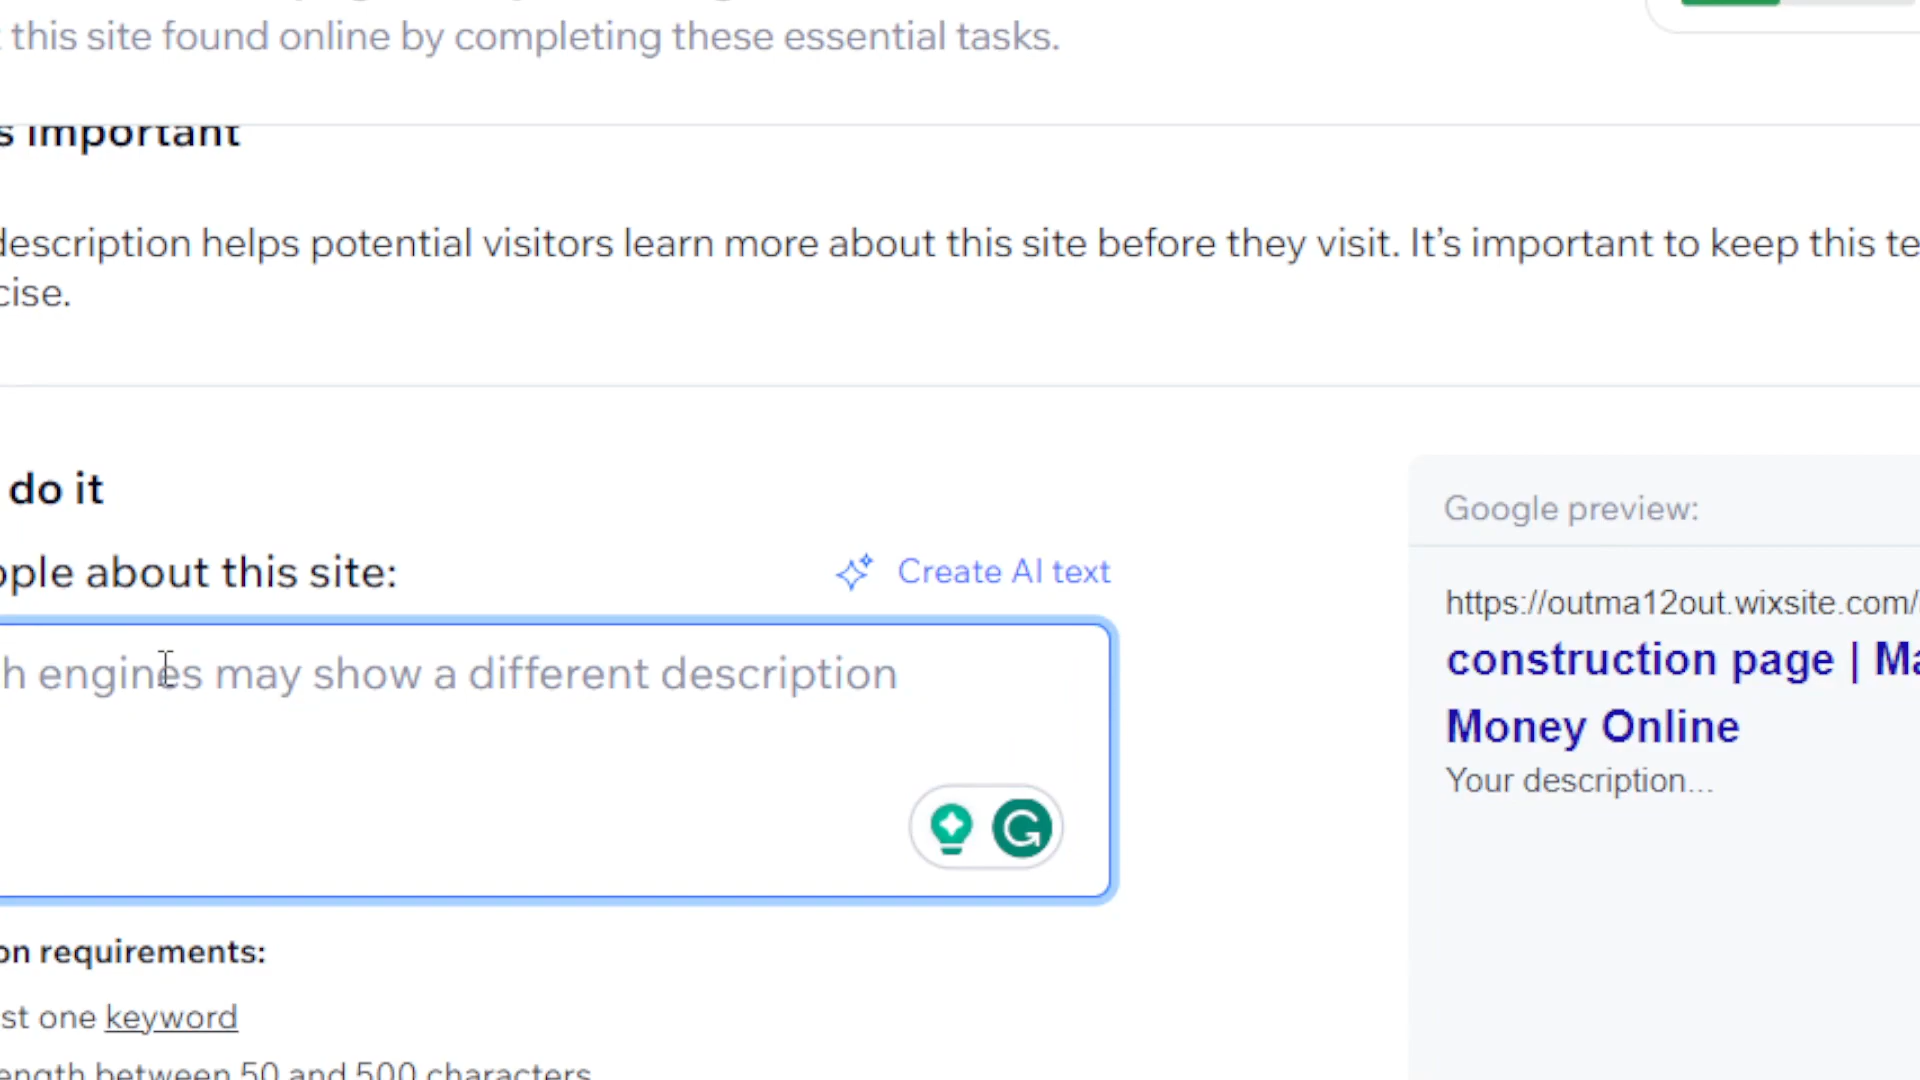 this site found online by completing these essential tasks.
s important
description helps potential visitors learn more about this site before they visit. It's important to keep this te
cise.
do it
ople about this site:
Create AI text
h engines may show a different description
on requirements:
st one keyword
ength between 50 and 500 characters
Google preview:
https://outma12out.wixsite.com/
construction page | Ma
Money Online
Your description...